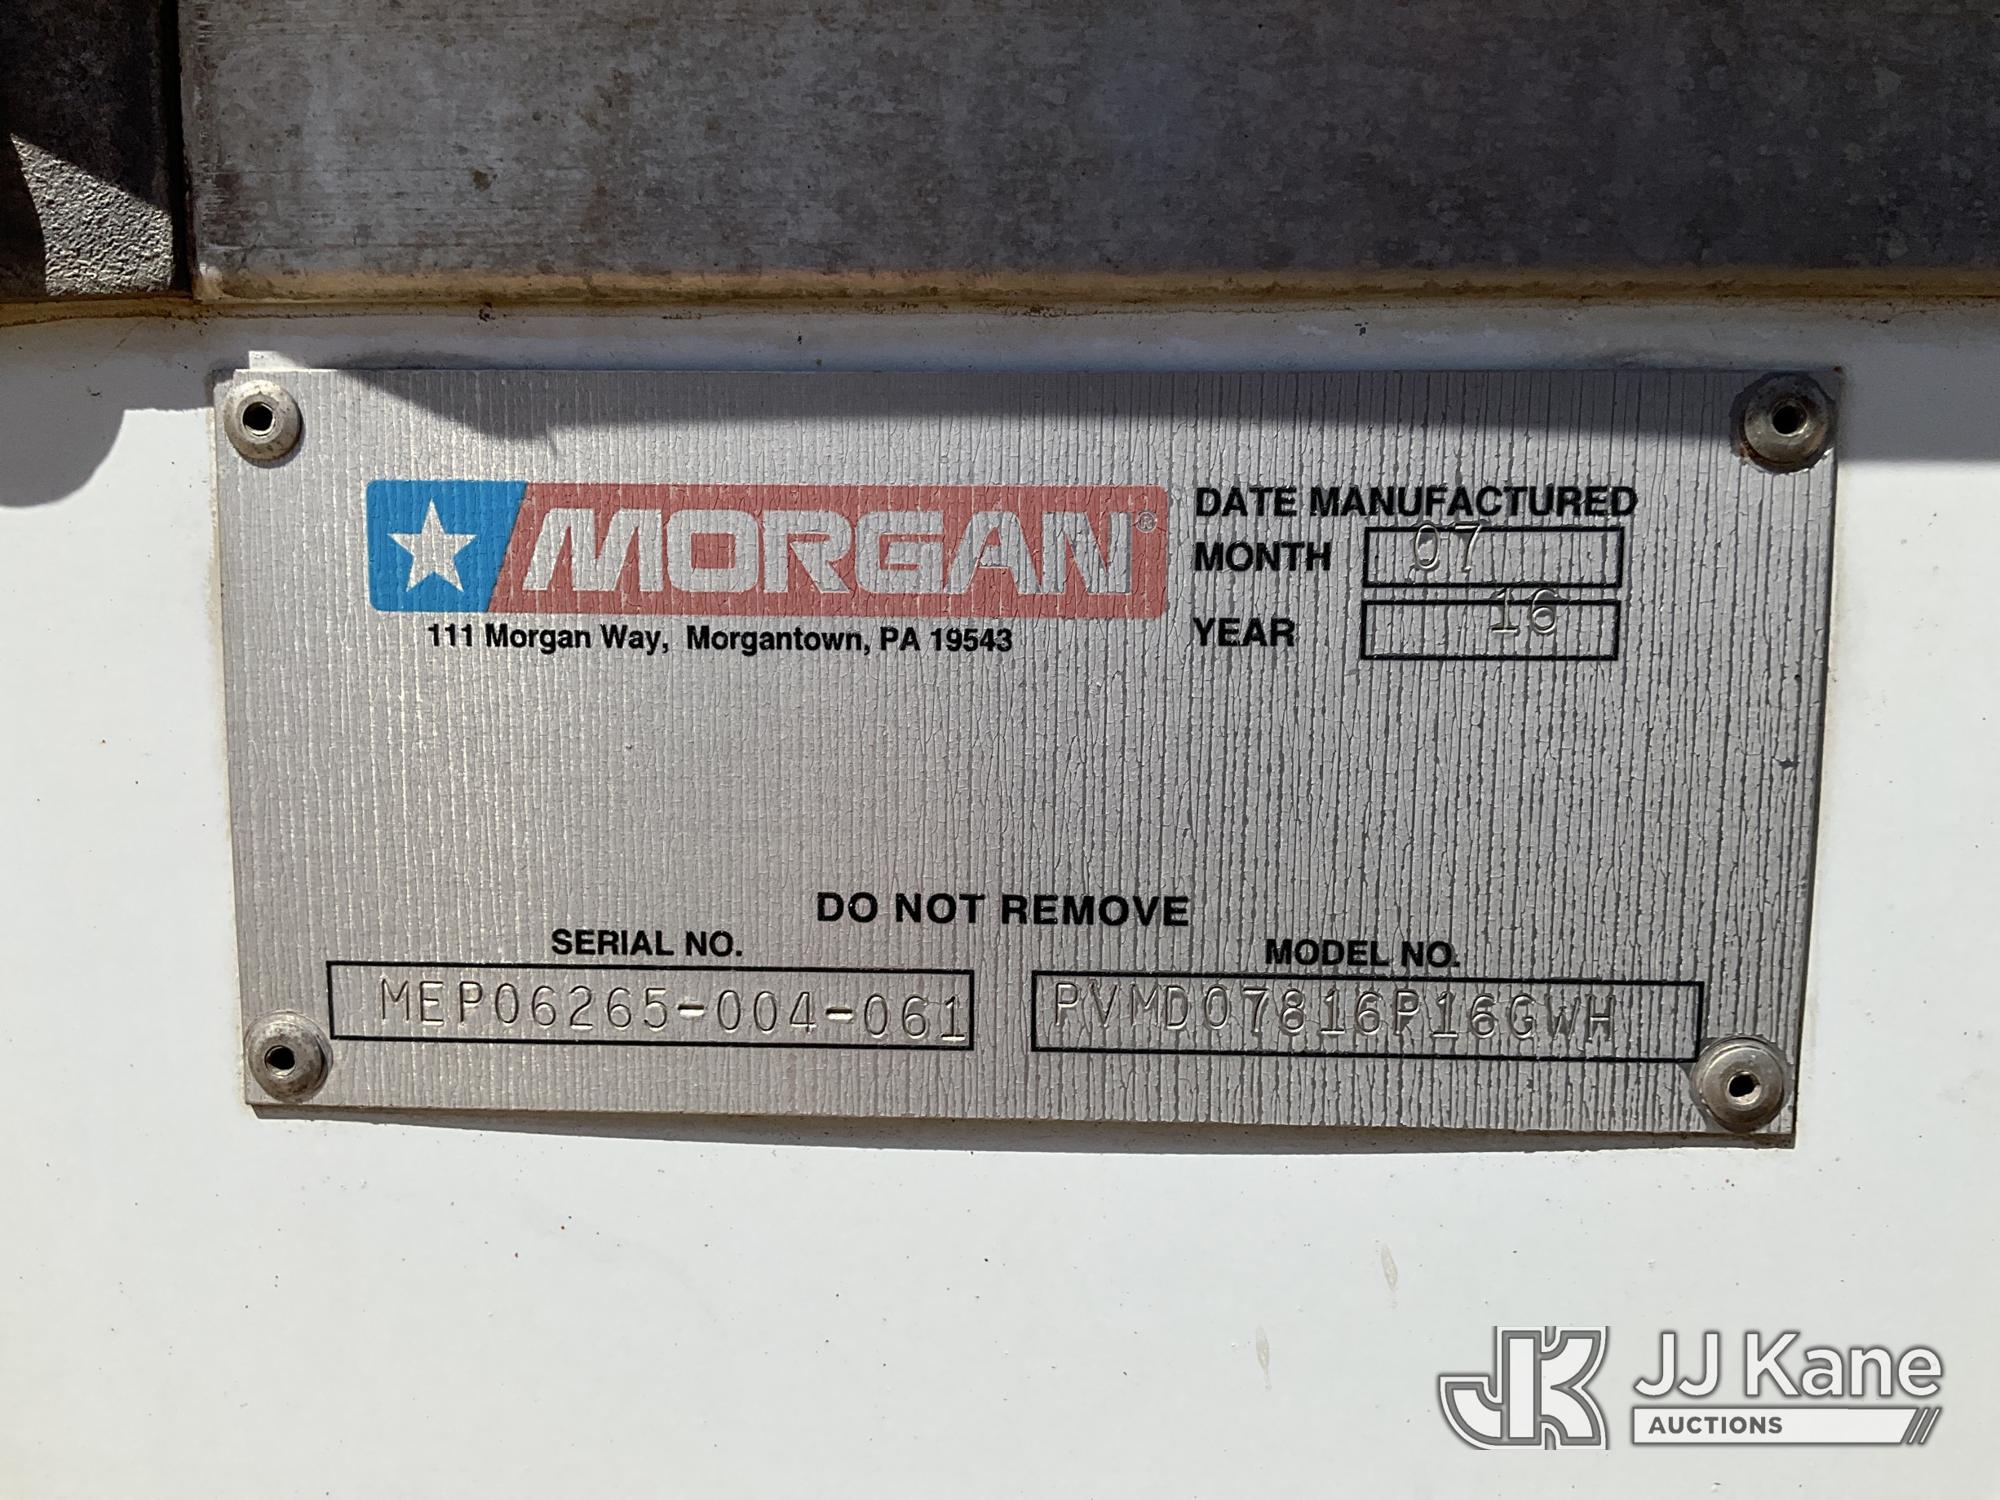 MORGAN®
111 Morgan Way, Morgantown, PA 19543
DATE MANUFACTURED
MONTH 07
YEAR 16
DO NOT REMOVE
SERIAL NO.
MEP06265-004-061
MODEL NO.
PVMD07816P16GWH
JK JJ Kane
AUCTIONS